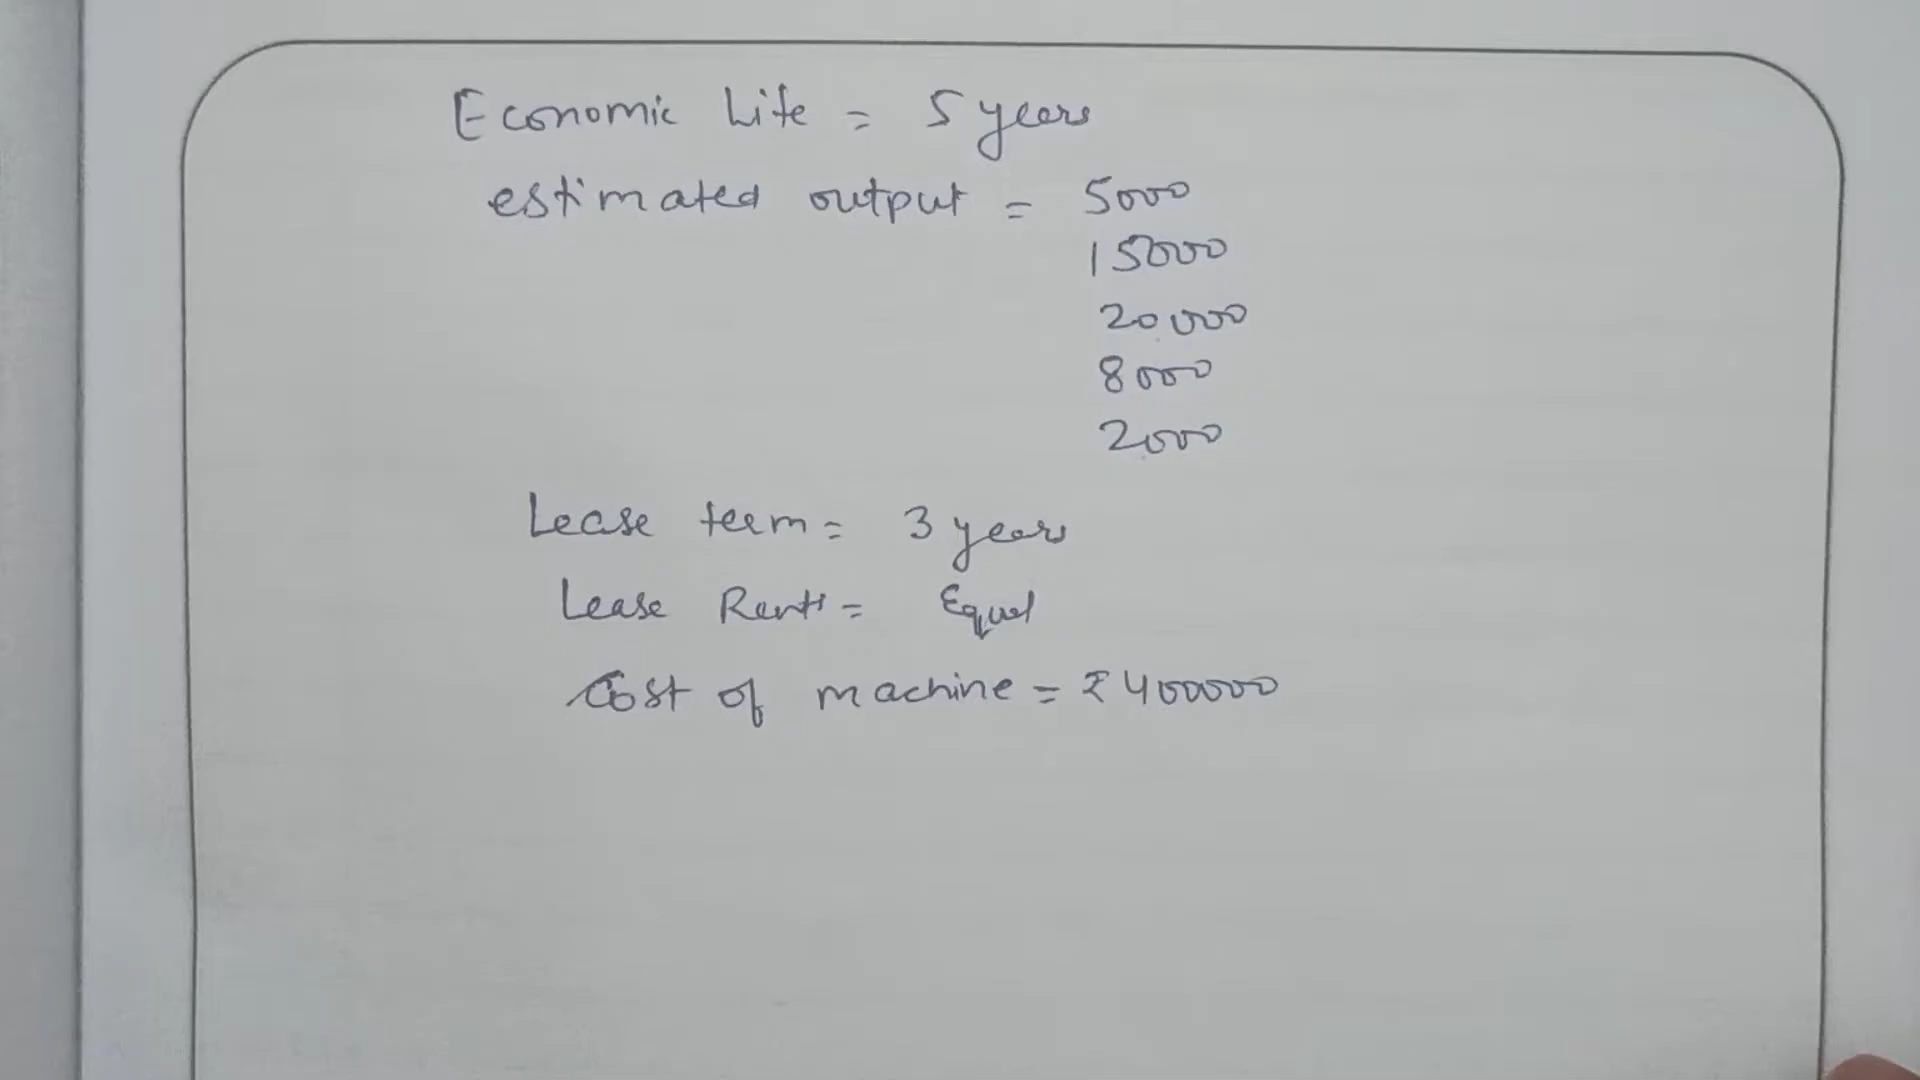 Economic Life = 5 years
estimated output = 5000
15000
20000
8000
2000
Lease term = 3 years
Lease Rent = Equal
Cost of machine = ₹ 400000